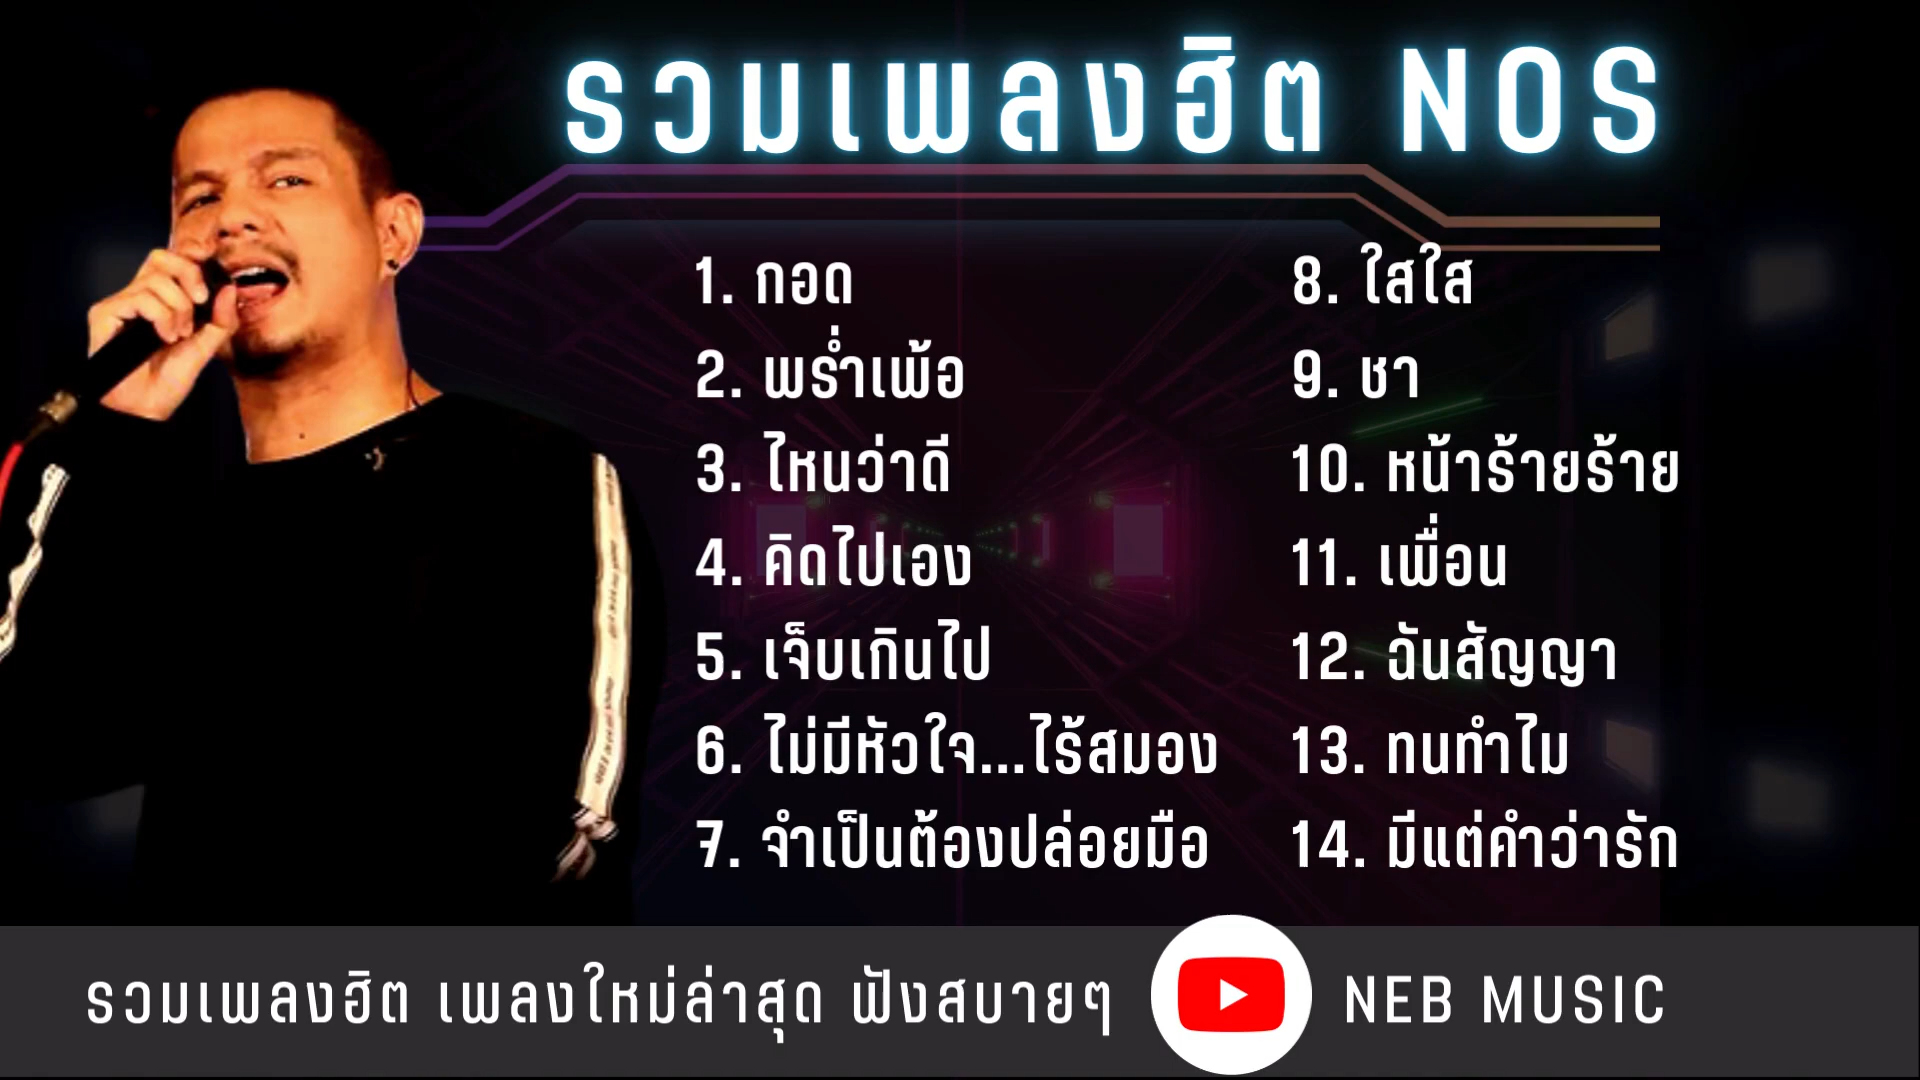 รวมเพลงฮิต NOS
1. กอด
2. พร่ำเพ้อ
3. ไหนว่าดี
4. คิดไปเอง
5. เจ็บเกินไป
6. ไม่มีหัวใจ...ไร้สมอง
7. จำเป็นต้องปล่อยมือ
8. ใสใส
9. ชา
10. หน้าร้ายร้าย
11. เพื่อน
12. ฉันสัญญา
13. ทนทำไม
14. มีแต่คำว่ารัก
รวมเพลงฮิต เพลงใหม่ล่าสุด ฟังสบายๆ NEB MUSIC